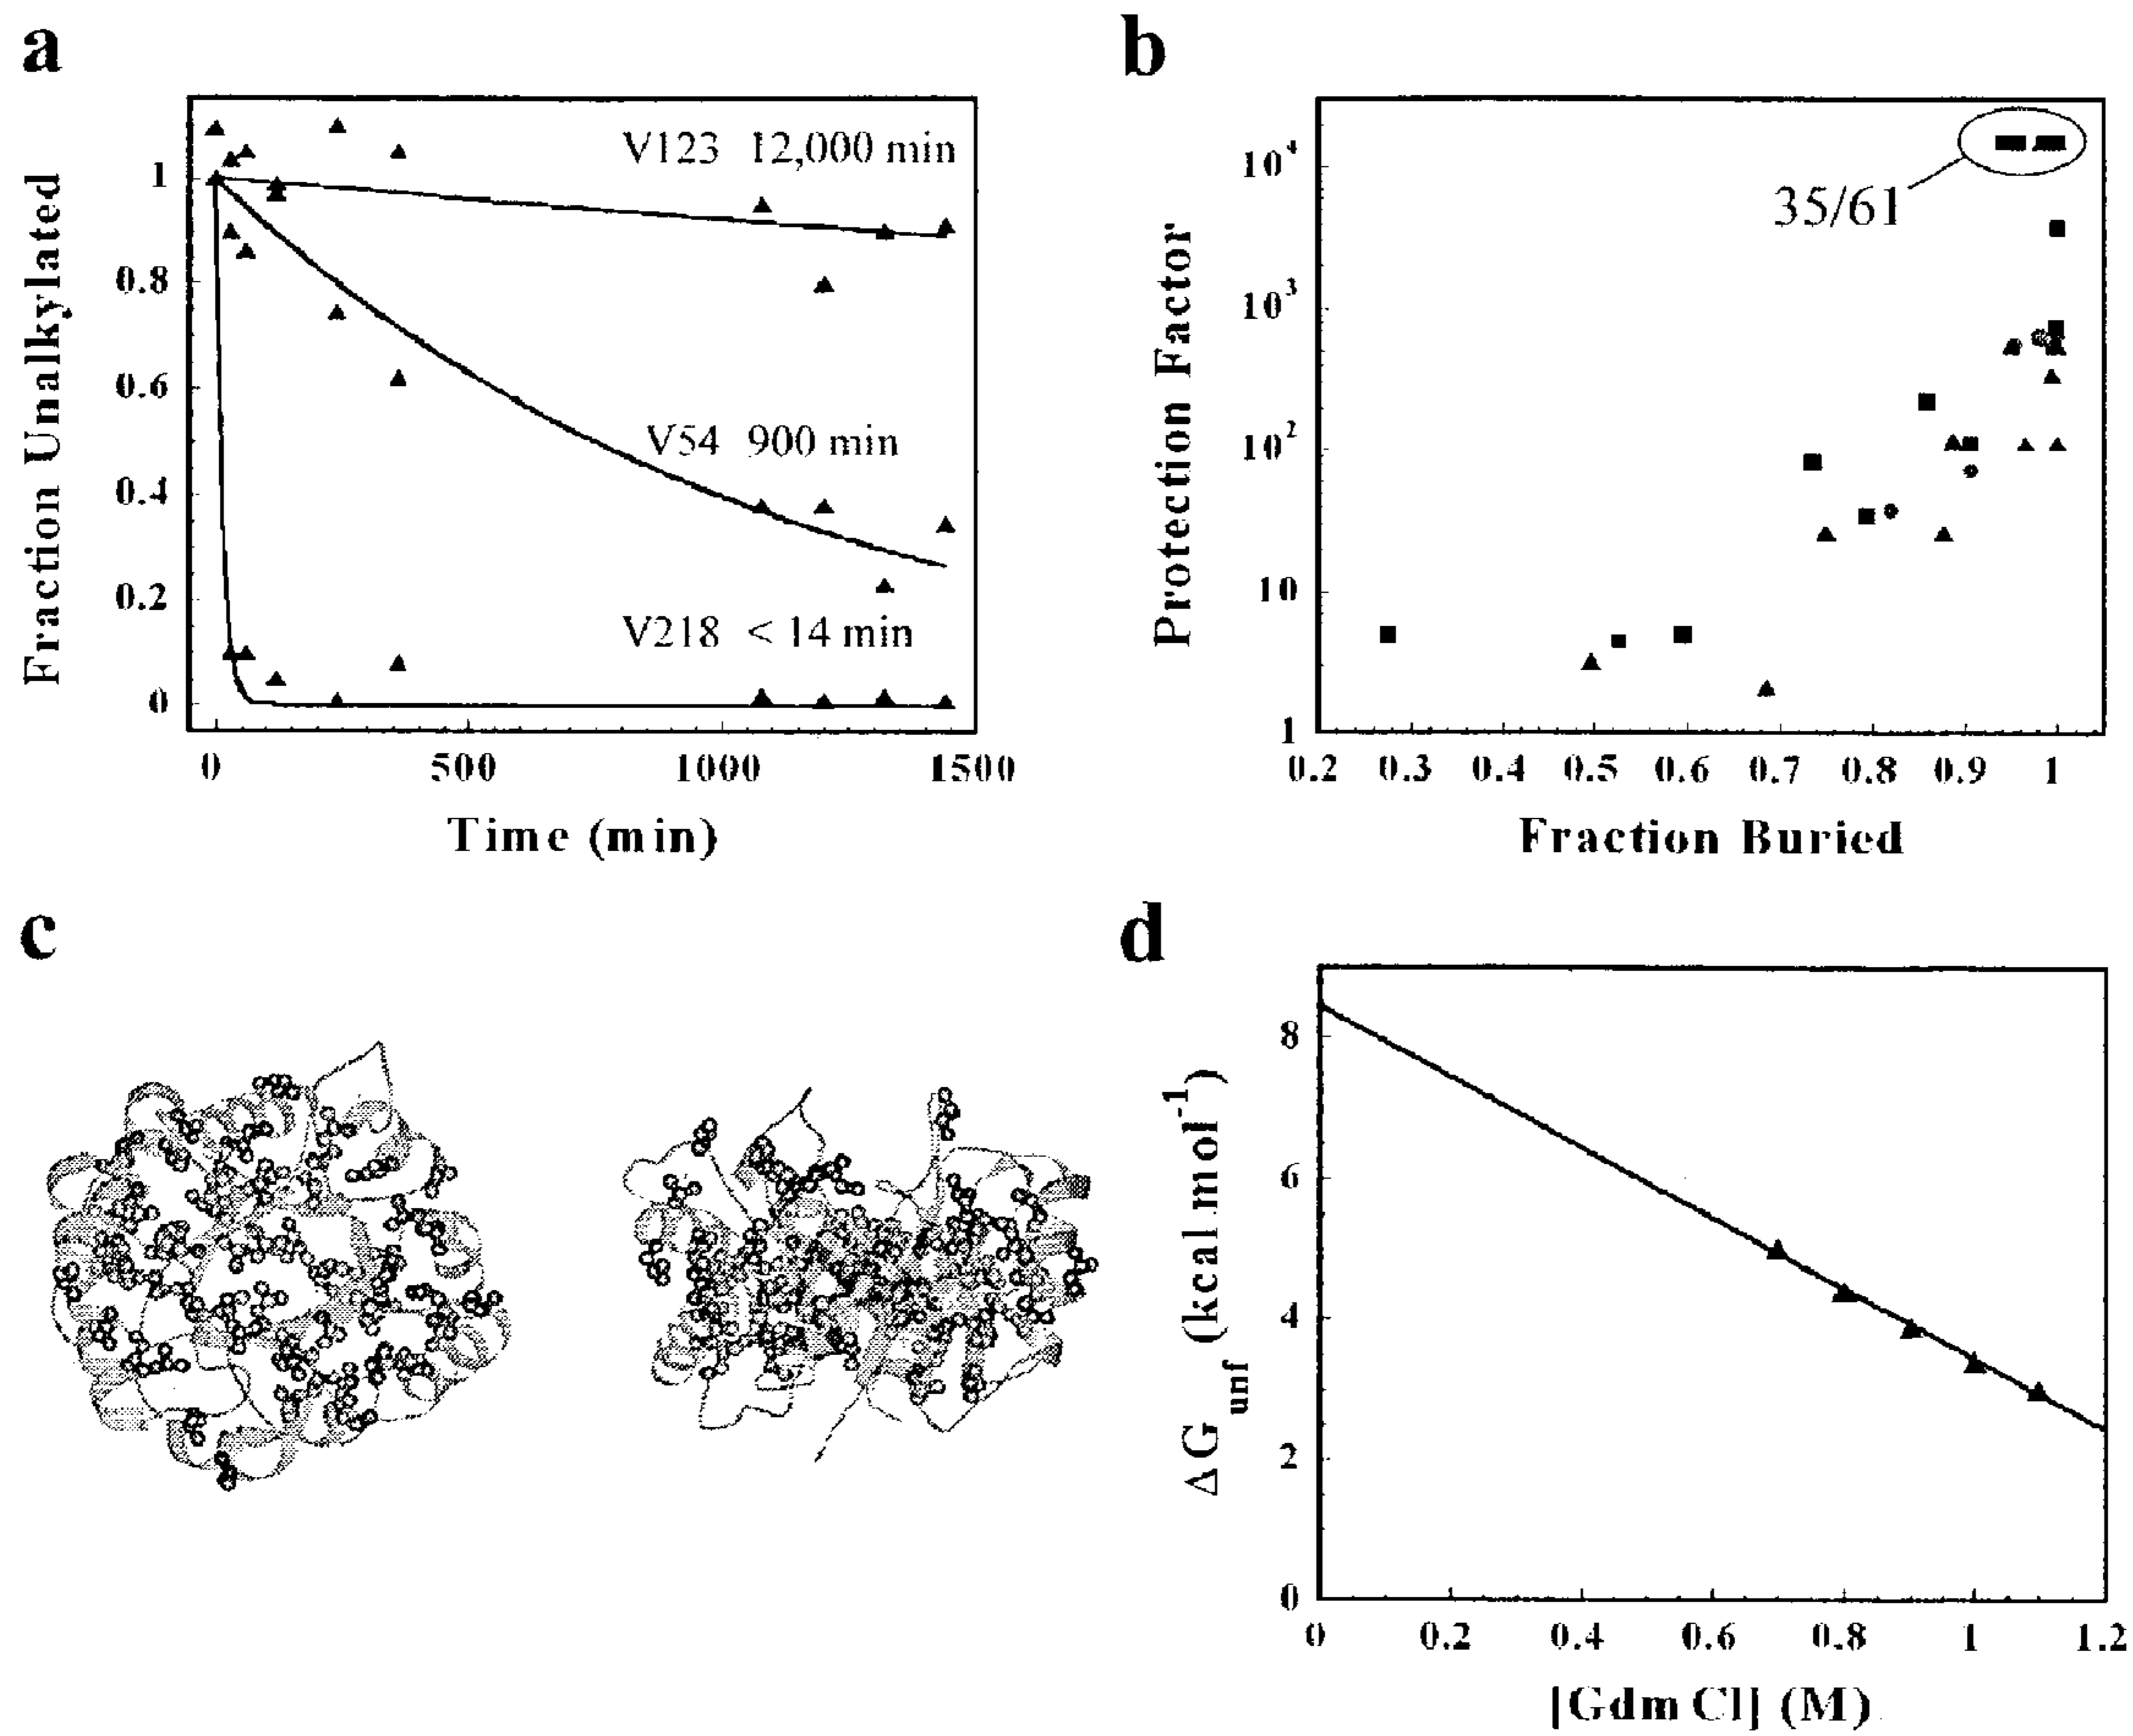 a
Fraction Unalkylated
1
0.8
0.6
0.4
0.2
0
V123 12,000 min
V54 900 min
V218 < 14 min
0 500 1000 1500
Time (min)
b
Protection Factor
10⁴
10³
10²
10
1
35/61
0.2 0.3 0.4 0.5 0.6 0.7 0.8 0.9 1
Fraction Buried
c
d
ΔG unf (kcal mol⁻¹)
8
6
4
2
0
0 0.2 0.4 0.6 0.8 1 1.2
[Gdm Cl] (M)